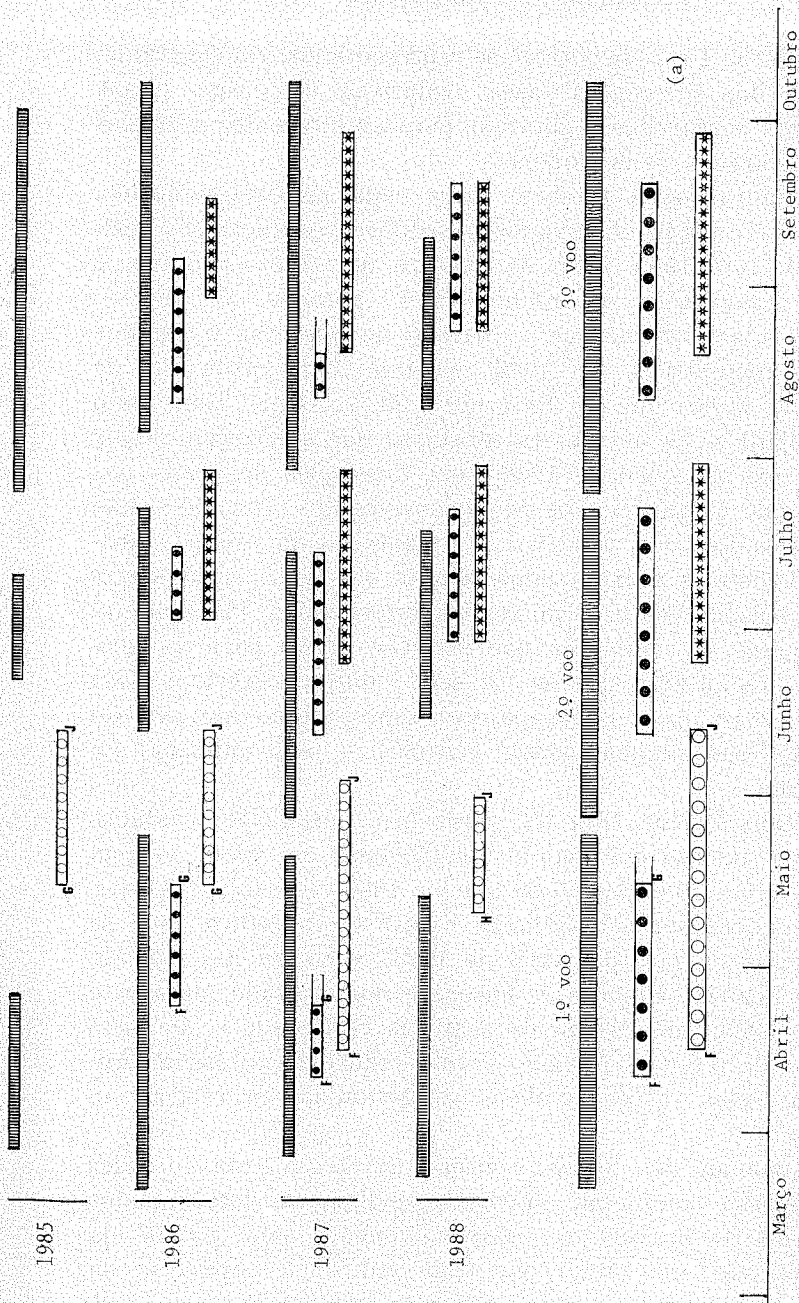 1985
G J
1986
F G
G J
1987
F G
F J
1988
H J
1º voo 2º voo 3º voo
F G
(a)
F J
Março Abril Maio Junho Julho Agosto Setembro Outubro